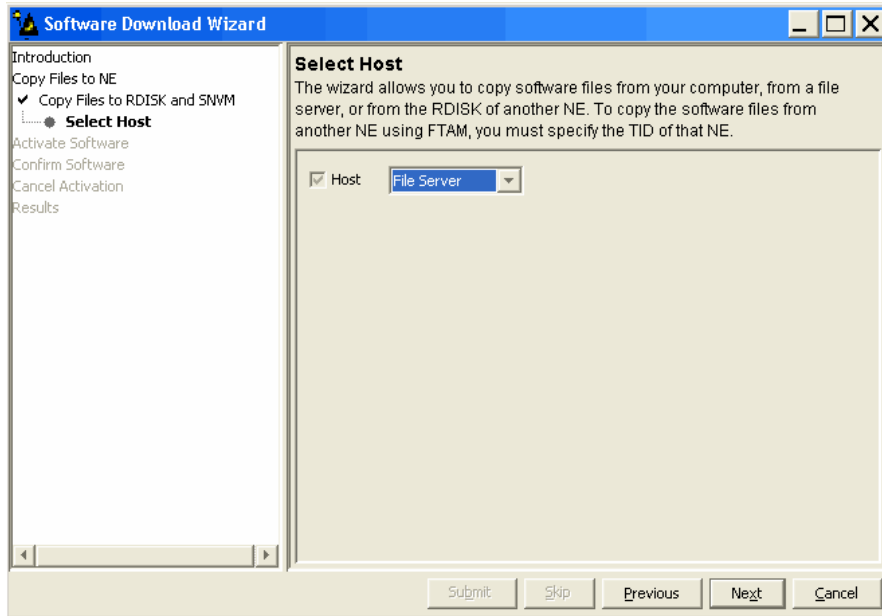 Software Download Wizard
Introduction
Copy Files to NE
Copy Files to RDISK and SNVM
Select Host
Activate Software
Confirm Software
Cancel Activation
Results
Select Host
The wizard allows you to copy software files from your computer, from a file
server, or from the RDISK of another NE. To copy the software files from
another NE using FTAM, you must specify the TID of that NE.
Host File Server
Submit Skip Previous Next Cancel